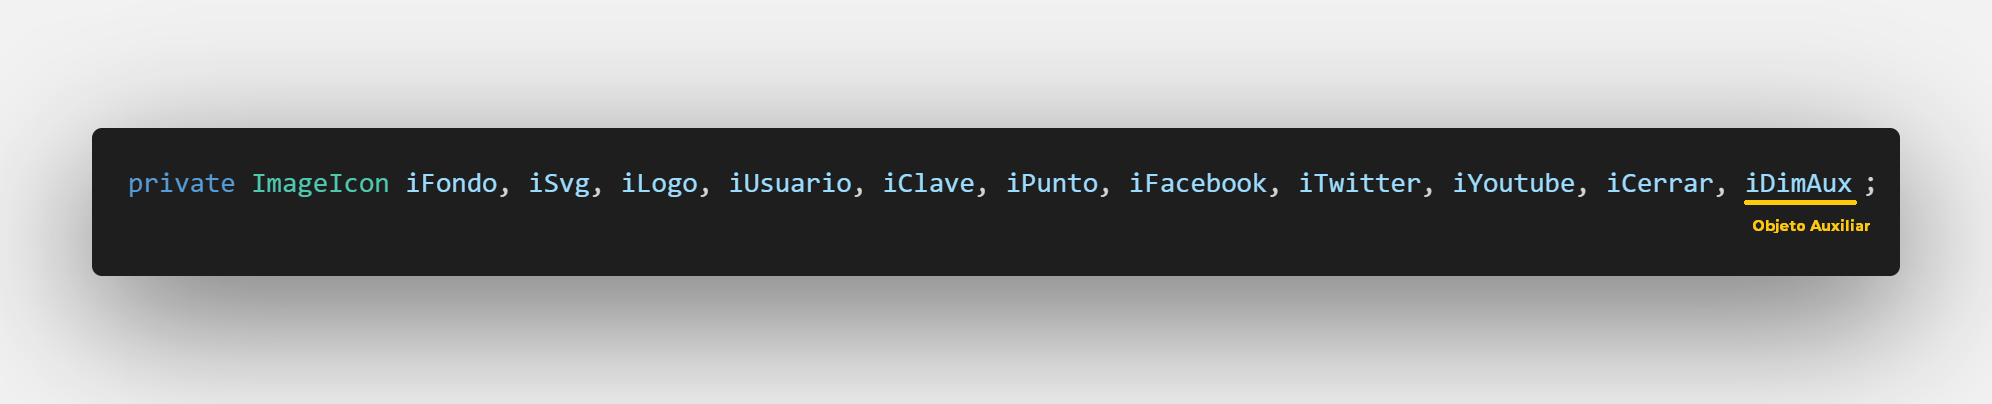 private ImageIcon iFondo, iSvg, iLogo, iUsuario, iClave, iPunto, iFacebook, iTwitter, iYoutube, iCerrar, iDimAux ;
Objeto Auxiliar